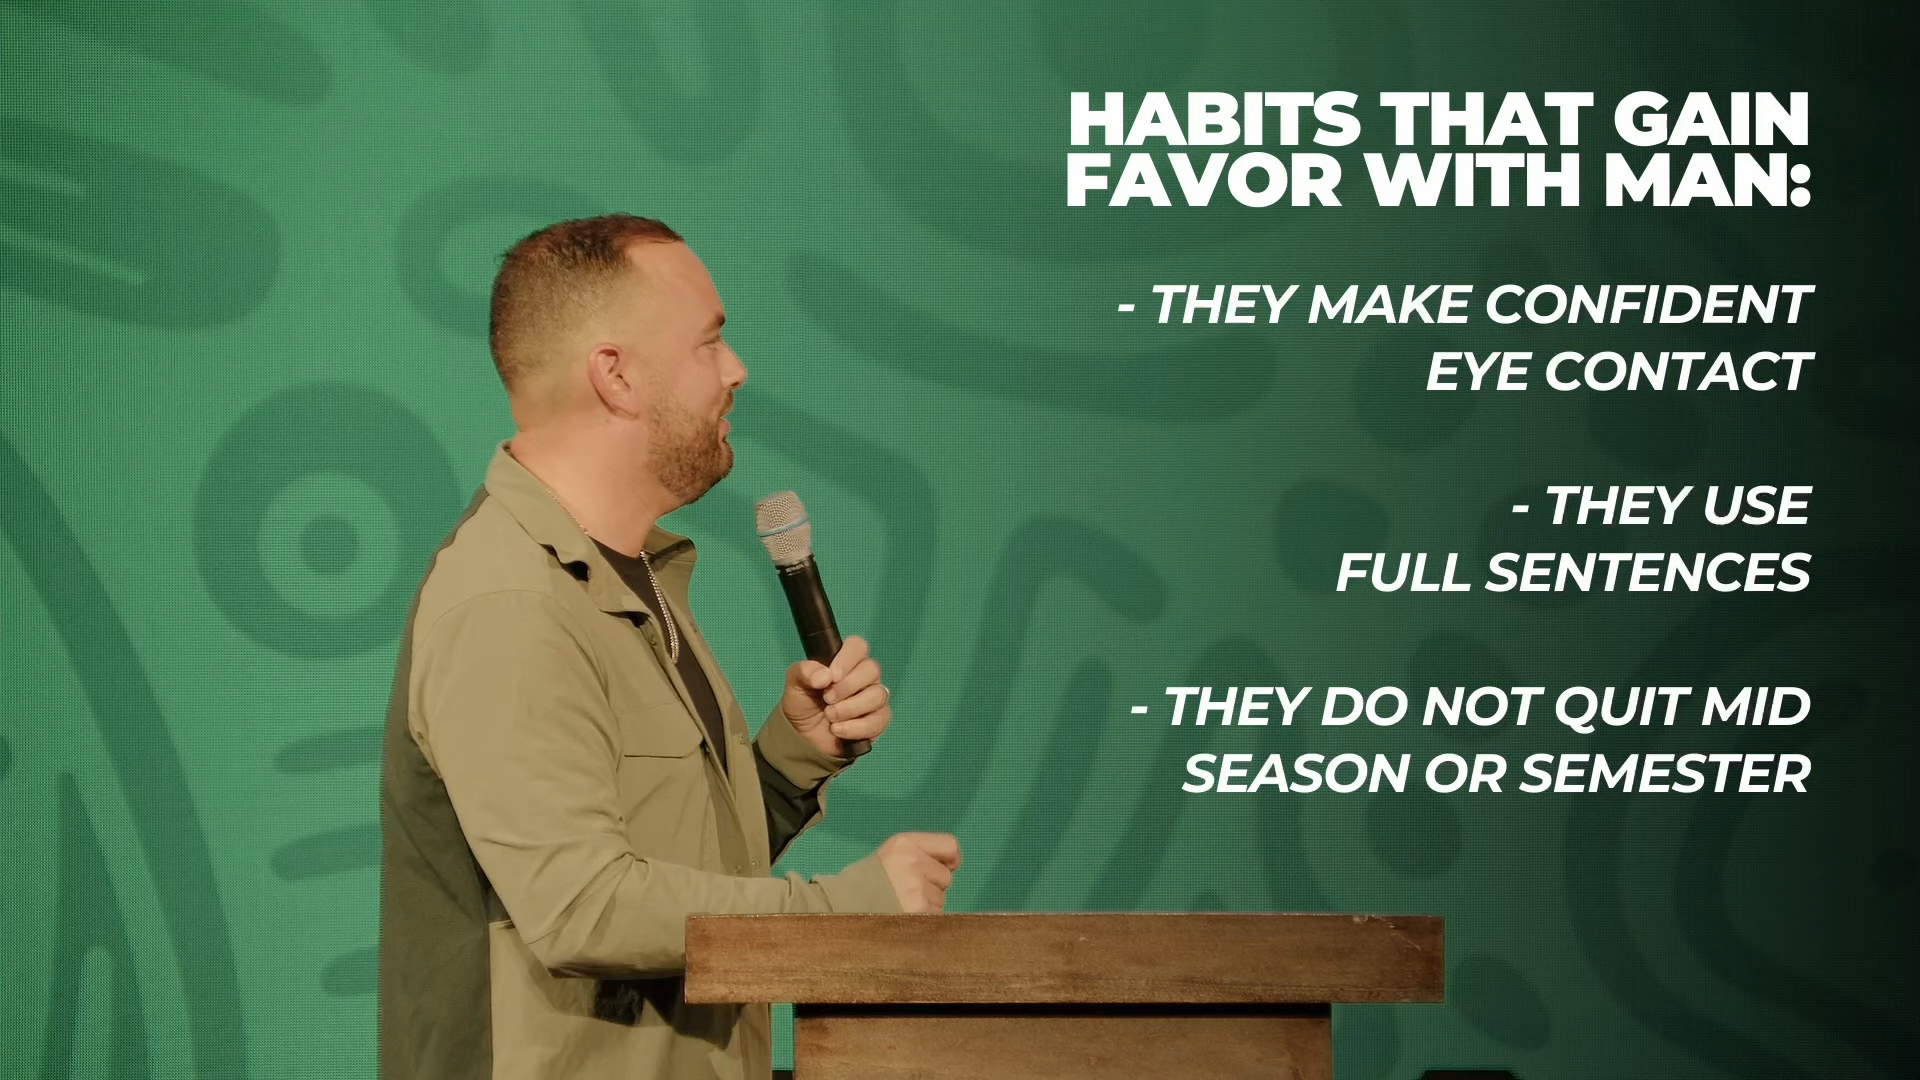 HABITS THAT GAIN
FAVOR WITH MAN:
- THEY MAKE CONFIDENT
EYE CONTACT
- THEY USE
FULL SENTENCES
- THEY DO NOT QUIT MID
SEASON OR SEMESTER